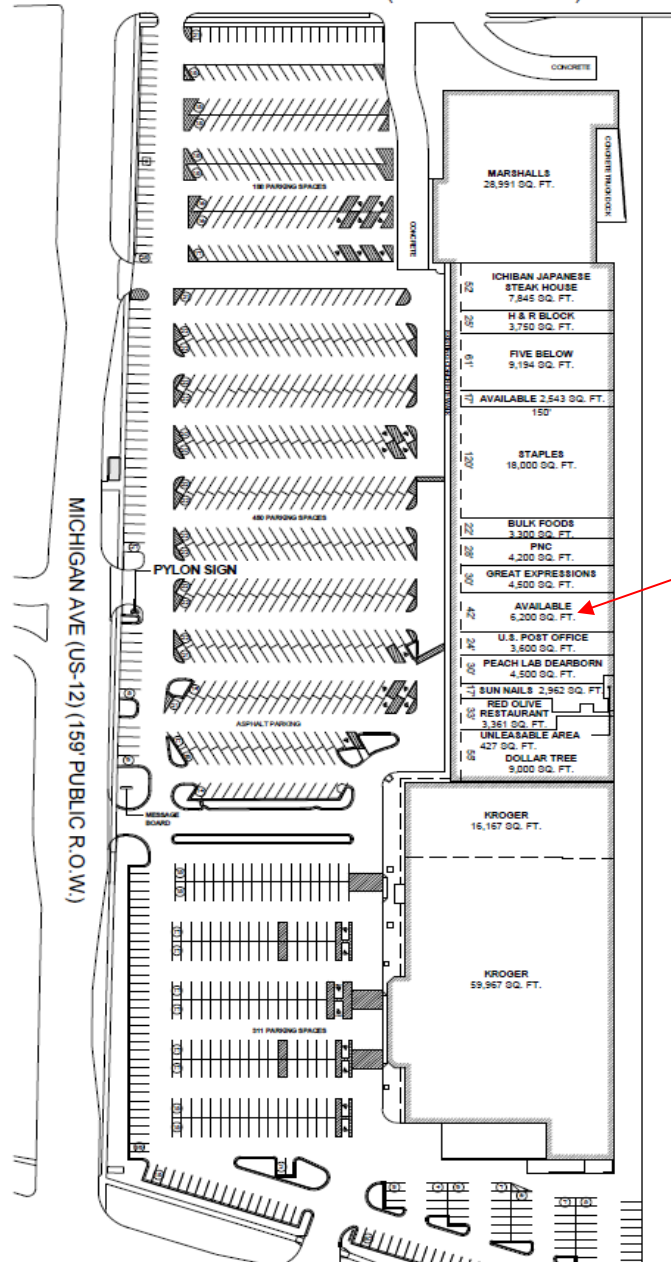 CONCRETE
CONCRETE TRUCK DOCK
MARSHALLS
28,991 SQ. FT.
180 PARKING SPACES
CONCRETE
52'
ICHIBAN JAPANESE
STEAK HOUSE
7,845 SQ. FT.
25'
H & R BLOCK
3,750 SQ. FT.
61'
FIVE BELOW
9,194 SQ. FT.
17'
AVAILABLE 2,543 SQ. FT.
150'
120'
STAPLES
18,000 SQ. FT.
450 PARKING SPACES
22'
BULK FOODS
3,300 SQ. FT.
28'
PNC
4,200 SQ. FT.
30'
GREAT EXPRESSIONS
4,500 SQ. FT.
PYLON SIGN
42'
AVAILABLE
6,200 SQ. FT.
24'
U.S. POST OFFICE
3,600 SQ. FT.
30'
PEACH LAB DEARBORN
4,500 SQ. FT.
17'
SUN NAILS 2,962 SQ. FT.
33'
RED OLIVE
RESTAURANT
3,361 SQ. FT.
UNLEASABLE AREA
427 SQ. FT.
58'
DOLLAR TREE
9,000 SQ. FT.
ASPHALT PARKING
MICHIGAN AVE (US-12) (159' PUBLIC R.O.W.)
MESSAGE
BOARD
KROGER
16,167 SQ. FT.
KROGER
59,967 SQ. FT.
311 PARKING SPACES